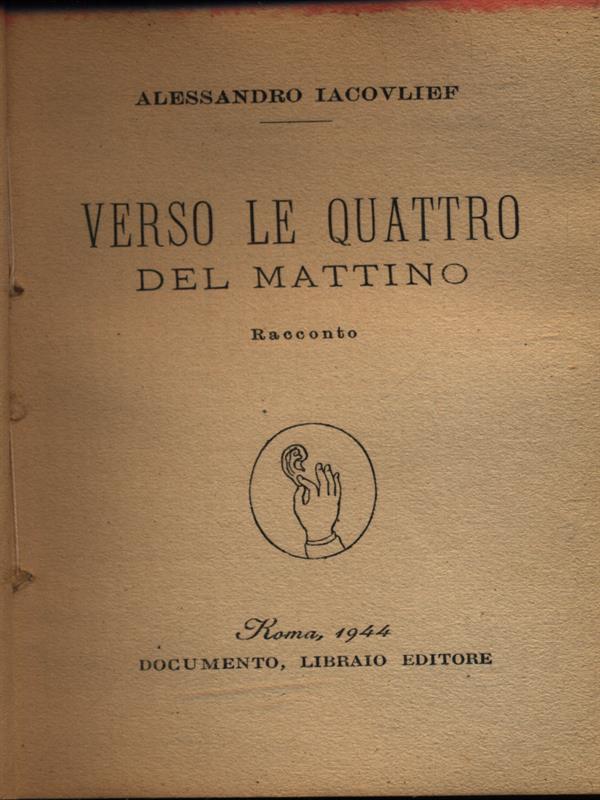 ALESSANDRO IACOVLIEF
VERSO LE QUATTRO
DEL MATTINO
Racconto
Roma, 1944
DOCUMENTO, LIBRAIO EDITORE